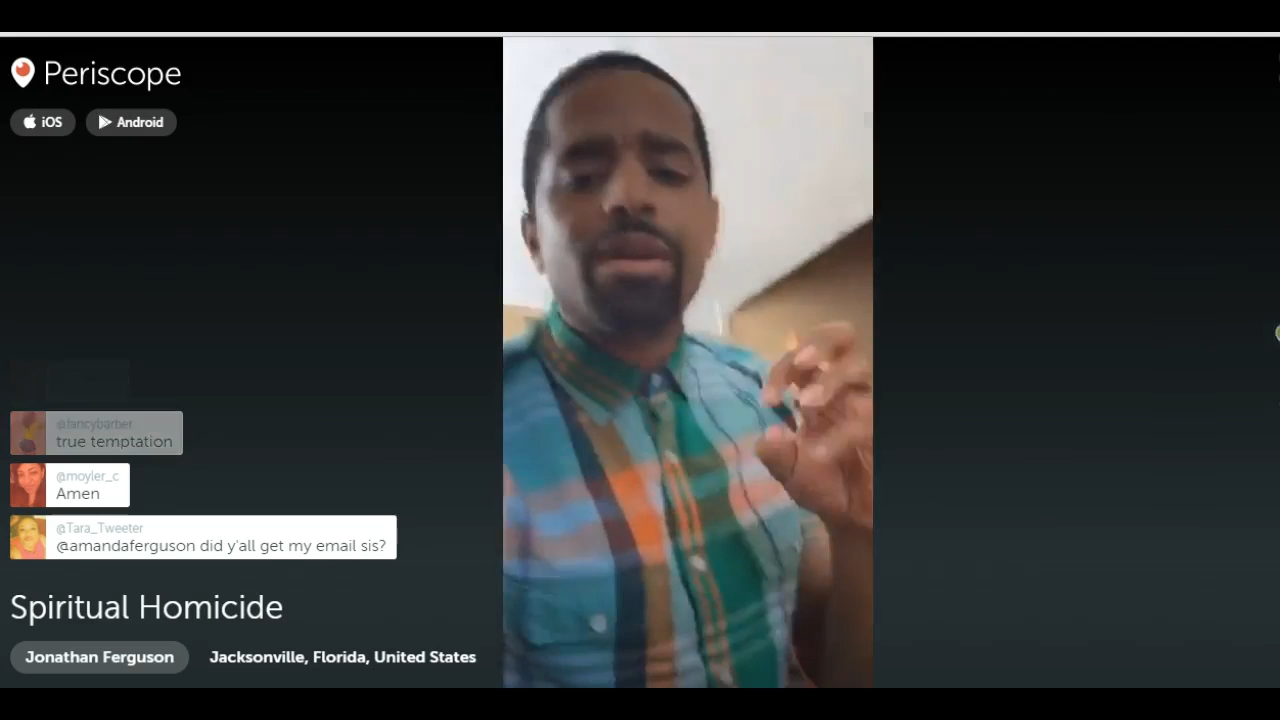 Periscope
iOS
Android
@fancybarber
true temptation
@moyler_c
Amen
@Tara_Tweeter
@amandaferguson did y'all get my email sis?
Spiritual Homicide
Jonathan Ferguson
Jacksonville, Florida, United States